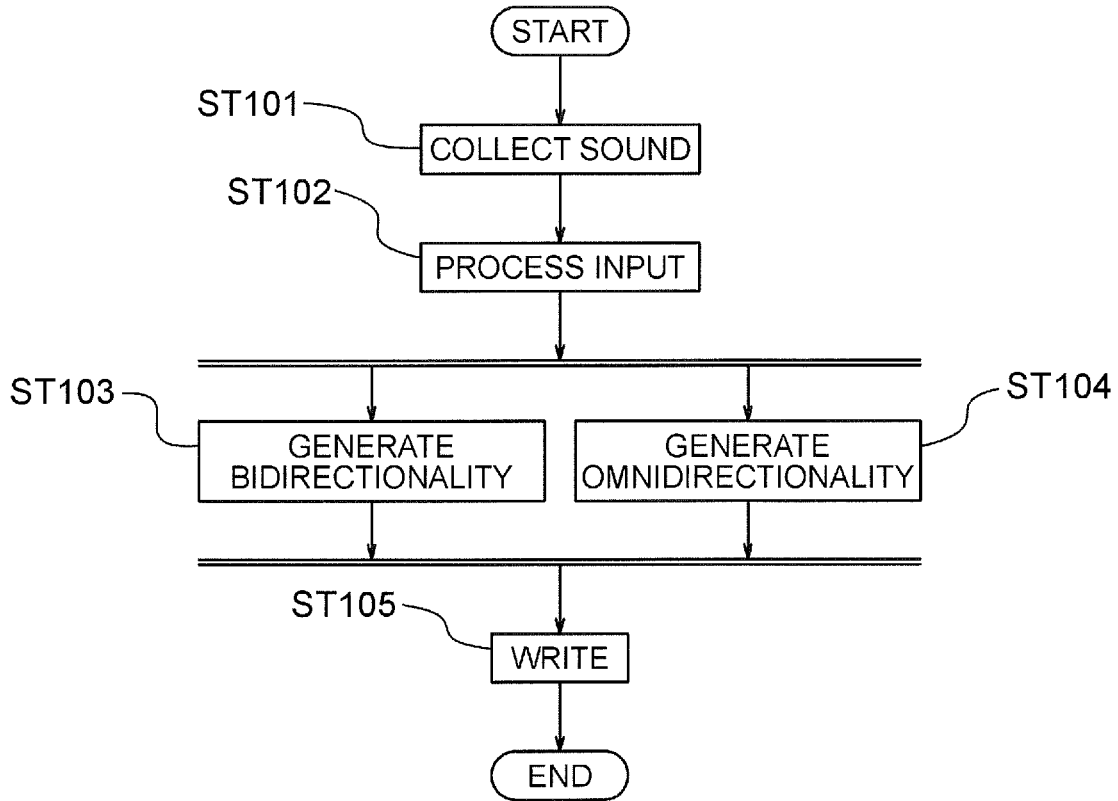 START
ST101
COLLECT SOUND
ST102
PROCESS INPUT
ST103
ST104
GENERATE
BIDIRECTIONALITY
GENERATE
OMNIDIRECTIONALITY
ST105
WRITE
END